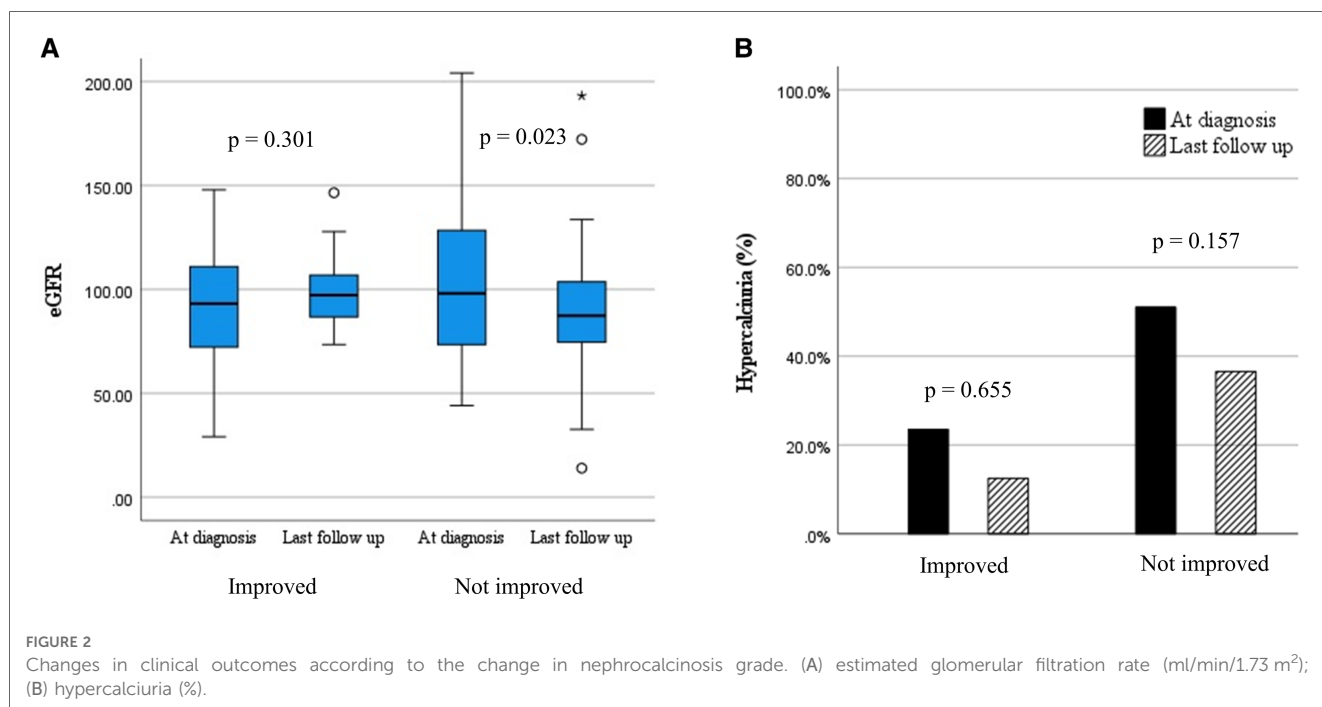 A
B
200.00
150.00
100.00
50.00
.00
eGFR
p = 0.301
p = 0.023
At diagnosis
Last follow up
At diagnosis
Last follow up
Improved
Not improved
100.0%
80.0%
60.0%
40.0%
20.0%
.0%
Hypercalciuria (%)
At diagnosis
Last follow up
p = 0.655
p = 0.157
Improved
Not improved
FIGURE 2
Changes in clinical outcomes according to the change in nephrocalcinosis grade. (A) estimated glomerular filtration rate (ml/min/1.73 m²);
(B) hypercalciuria (%).